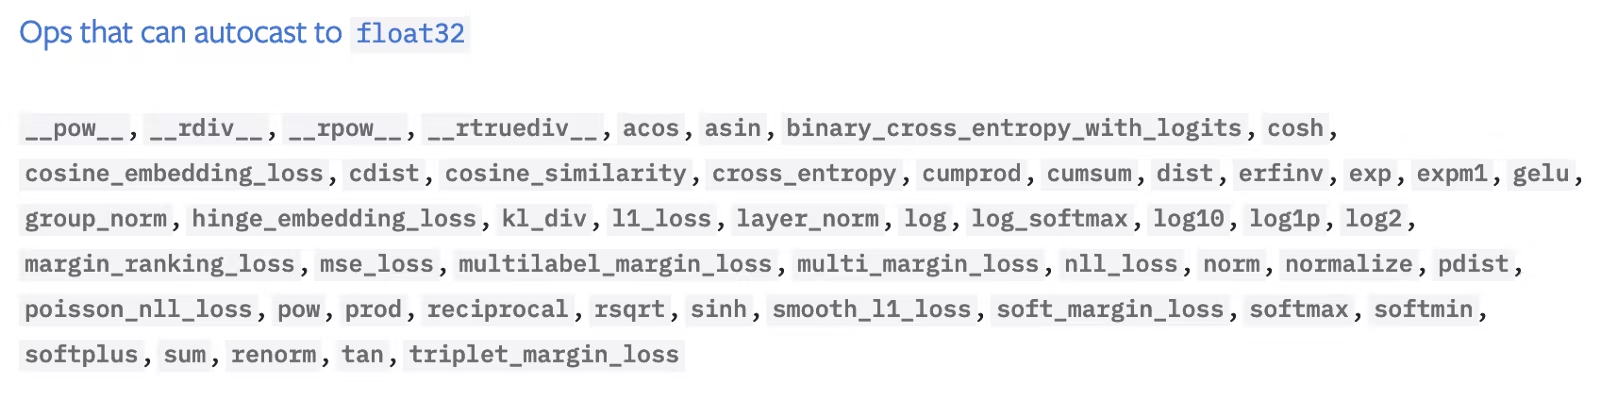 Ops that can autocast to float32
__pow__, __rdiv__, __rpow__, __rtruediv__, acos, asin, binary_cross_entropy_with_logits, cosh,
cosine_embedding_loss, cdist, cosine_similarity, cross_entropy, cumprod, cumsum, dist, erfinv, exp, expm1, gelu,
group_norm, hinge_embedding_loss, kl_div, l1_loss, layer_norm, log, log_softmax, log10, log1p, log2,
margin_ranking_loss, mse_loss, multilabel_margin_loss, multi_margin_loss, nll_loss, norm, normalize, pdist,
poisson_nll_loss, pow, prod, reciprocal, rsqrt, sinh, smooth_l1_loss, soft_margin_loss, softmax, softmin,
softplus, sum, renorm, tan, triplet_margin_loss